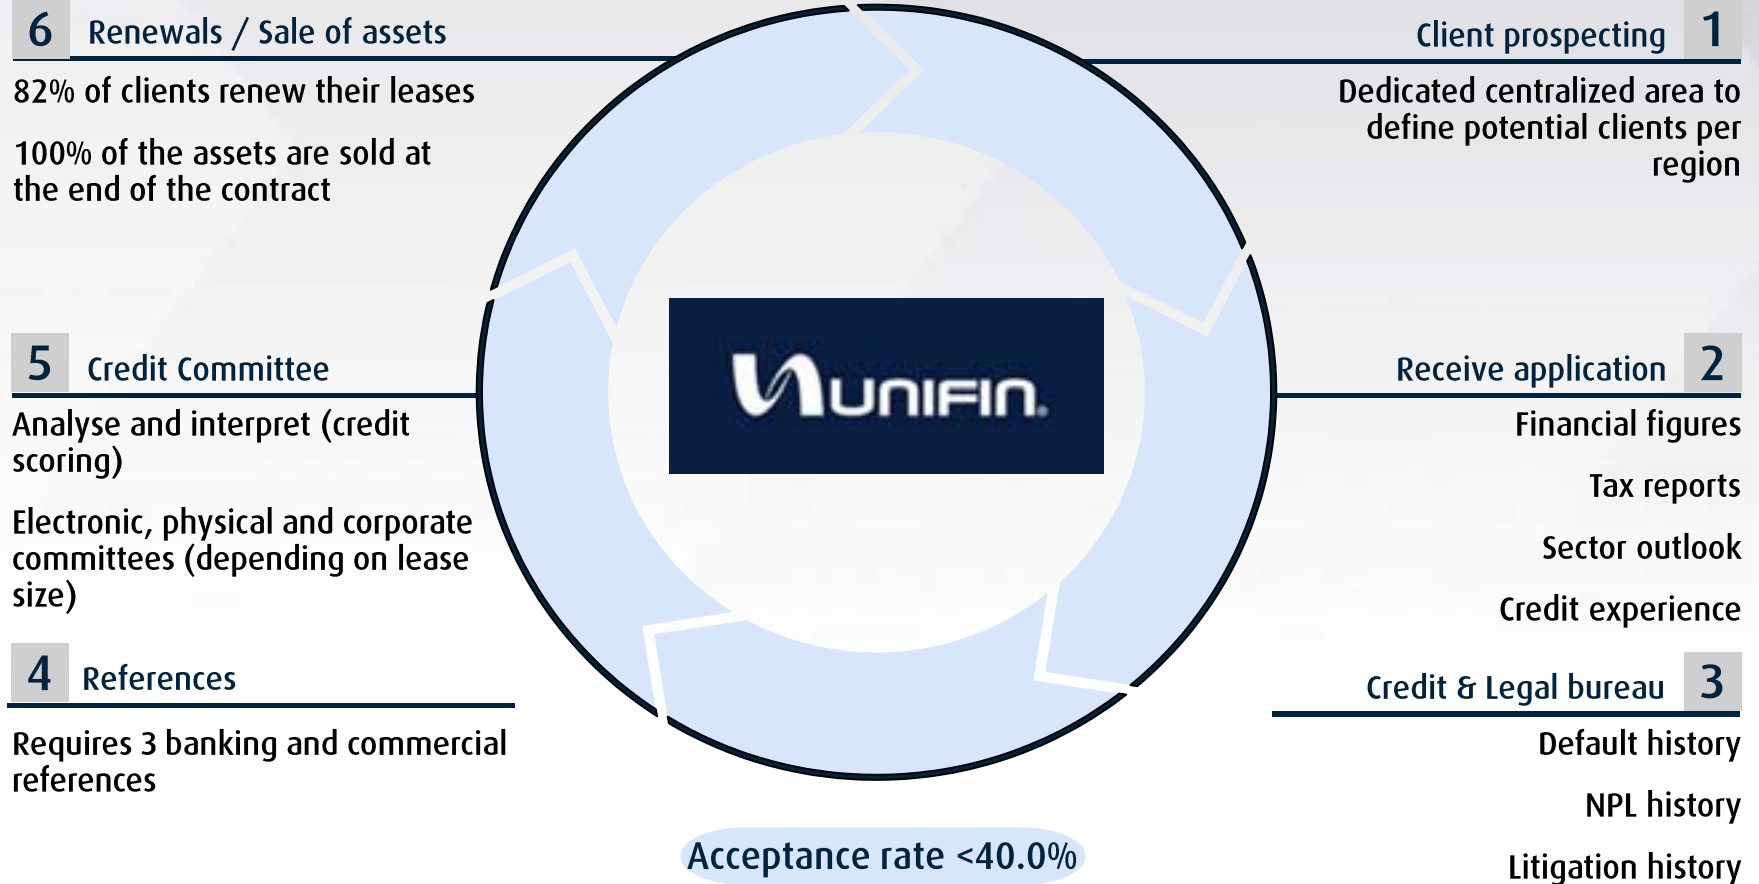 6 Renewals / Sale of assets
82% of clients renew their leases
100% of the assets are sold at
the end of the contract
Client prospecting 1
Dedicated centralized area to
define potential clients per
region
UNIFIN.
5 Credit Committee
Analyse and interpret (credit
scoring)
Electronic, physical and corporate
committees (depending on lease
size)
Receive application 2
Financial figures
Tax reports
Sector outlook
Credit experience
4 References
Requires 3 banking and commercial
references
Credit & Legal bureau 3
Default history
NPL history
Litigation history
Acceptance rate <40.0%